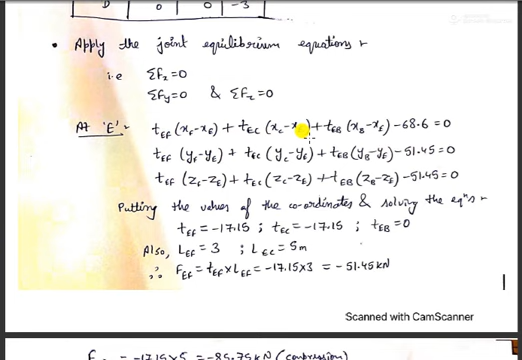 D 0 0 -3
• Apply the joint equilibrium equations :-
i.e ΣFx=0
ΣFy=0 & ΣFz=0
At 'E' :- tEF (xF-xE) + tEC (xC-xE) + tEB (xB-xE) -68.6 =0
tEF (yF-yE) + tEC (yC-yE) + tEB (yB-yE) -51.45 =0
tEF (zF-zE) + tEC (zC-zE) + tEB (zB-zE) -51.45 =0
Putting the values of the co-ordinates & solving the eqns :-
tEF = -17.15 ; tEC = -17.15 ; tEB = 0
Also, LEF = 3 ; LEC = 5m
∴ FEF = tEF x LEF = -17.15 x 3 = -51.45 KN
Scanned with CamScanner
= -17.15 x 5 = -85.75 KN (compression)